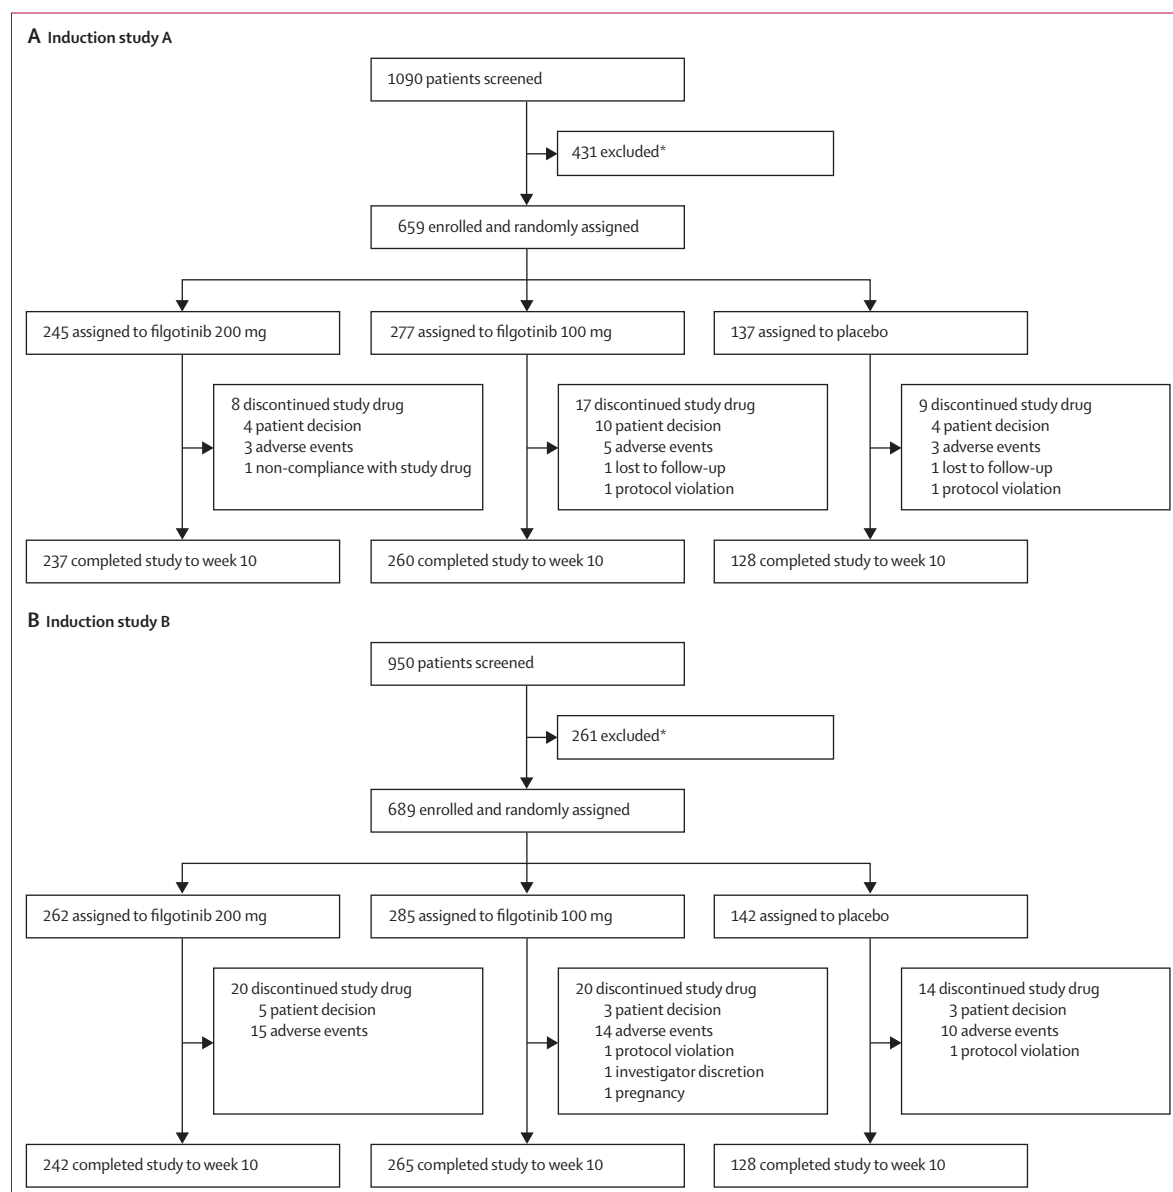 A Induction study A
1090 patients screened
431 excluded*
659 enrolled and randomly assigned
245 assigned to filgotinib 200 mg
277 assigned to filgotinib 100 mg
137 assigned to placebo
8 discontinued study drug
4 patient decision
3 adverse events
1 non-compliance with study drug
17 discontinued study drug
10 patient decision
5 adverse events
1 lost to follow-up
1 protocol violation
9 discontinued study drug
4 patient decision
3 adverse events
1 lost to follow-up
1 protocol violation
237 completed study to week 10
260 completed study to week 10
128 completed study to week 10
B Induction study B
950 patients screened
261 excluded*
689 enrolled and randomly assigned
262 assigned to filgotinib 200 mg
285 assigned to filgotinib 100 mg
142 assigned to placebo
20 discontinued study drug
5 patient decision
15 adverse events
20 discontinued study drug
3 patient decision
14 adverse events
1 protocol violation
1 investigator discretion
1 pregnancy
14 discontinued study drug
3 patient decision
10 adverse events
1 protocol violation
242 completed study to week 10
265 completed study to week 10
128 completed study to week 10